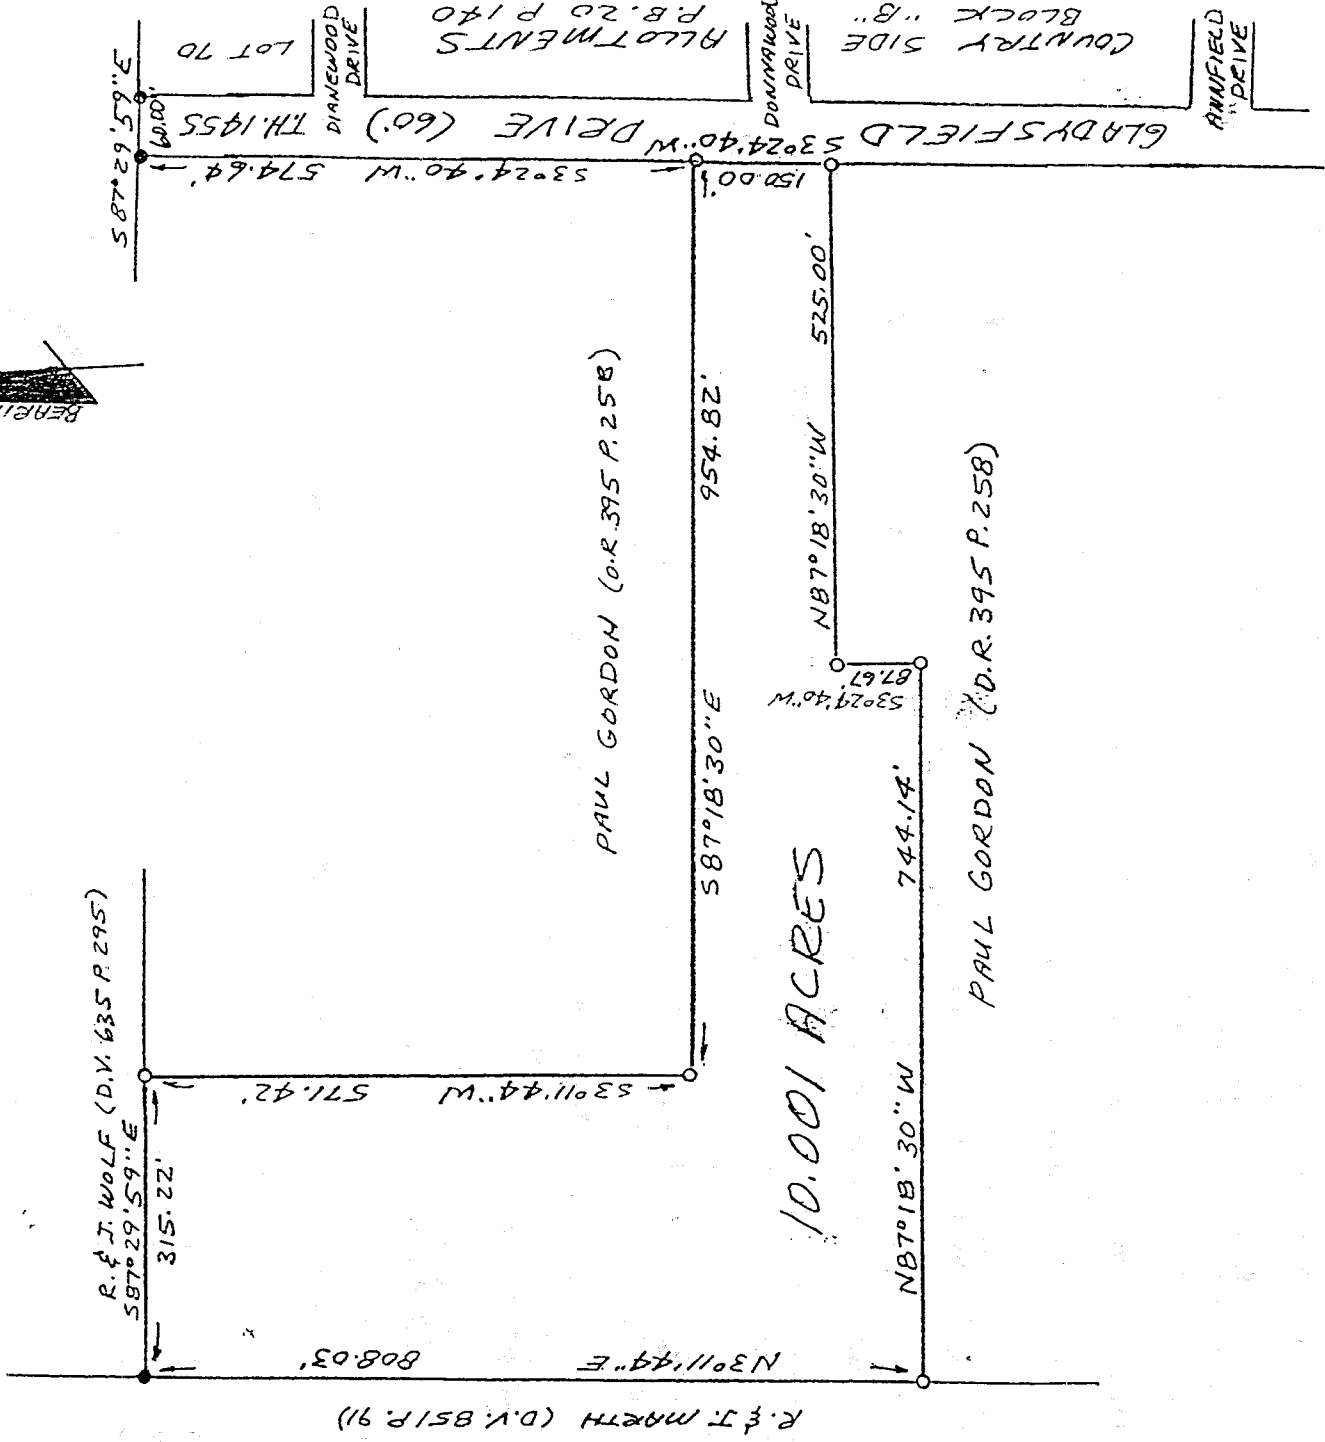 LOT 70
DIANEWOOD
DRIVE
ALLOTMENTS
P.B. 20 P 140
DONNAWOOD
DRIVE
COUNTRY SIDE
BLOCK "B"
ANNFIELD
DRIVE
S 87° 29' 59" E
60.00'
GLADYSFIELD DRIVE (60') TH. 1455
S3° 24' 40" W
574.64'
S3° 24' 40" W
150.00'
525.00'
N87° 18' 30" W
PAUL GORDON (D.R. 395 P. 258)
954.82'
S87° 18' 30" E
S3° 24' 40" W
87.67'
PAUL GORDON (D.R. 395 P. 258)
744.14'
N87° 18' 30" W
10.001 ACRES
R. & J. WOLF (D.V. 635 P. 295)
S87° 29' 59" E
315.22'
S3° 11' 44" W
571.42'
N3° 11' 44" E
808.03'
R. & J. MARTH (D.V. 851 P. 91)